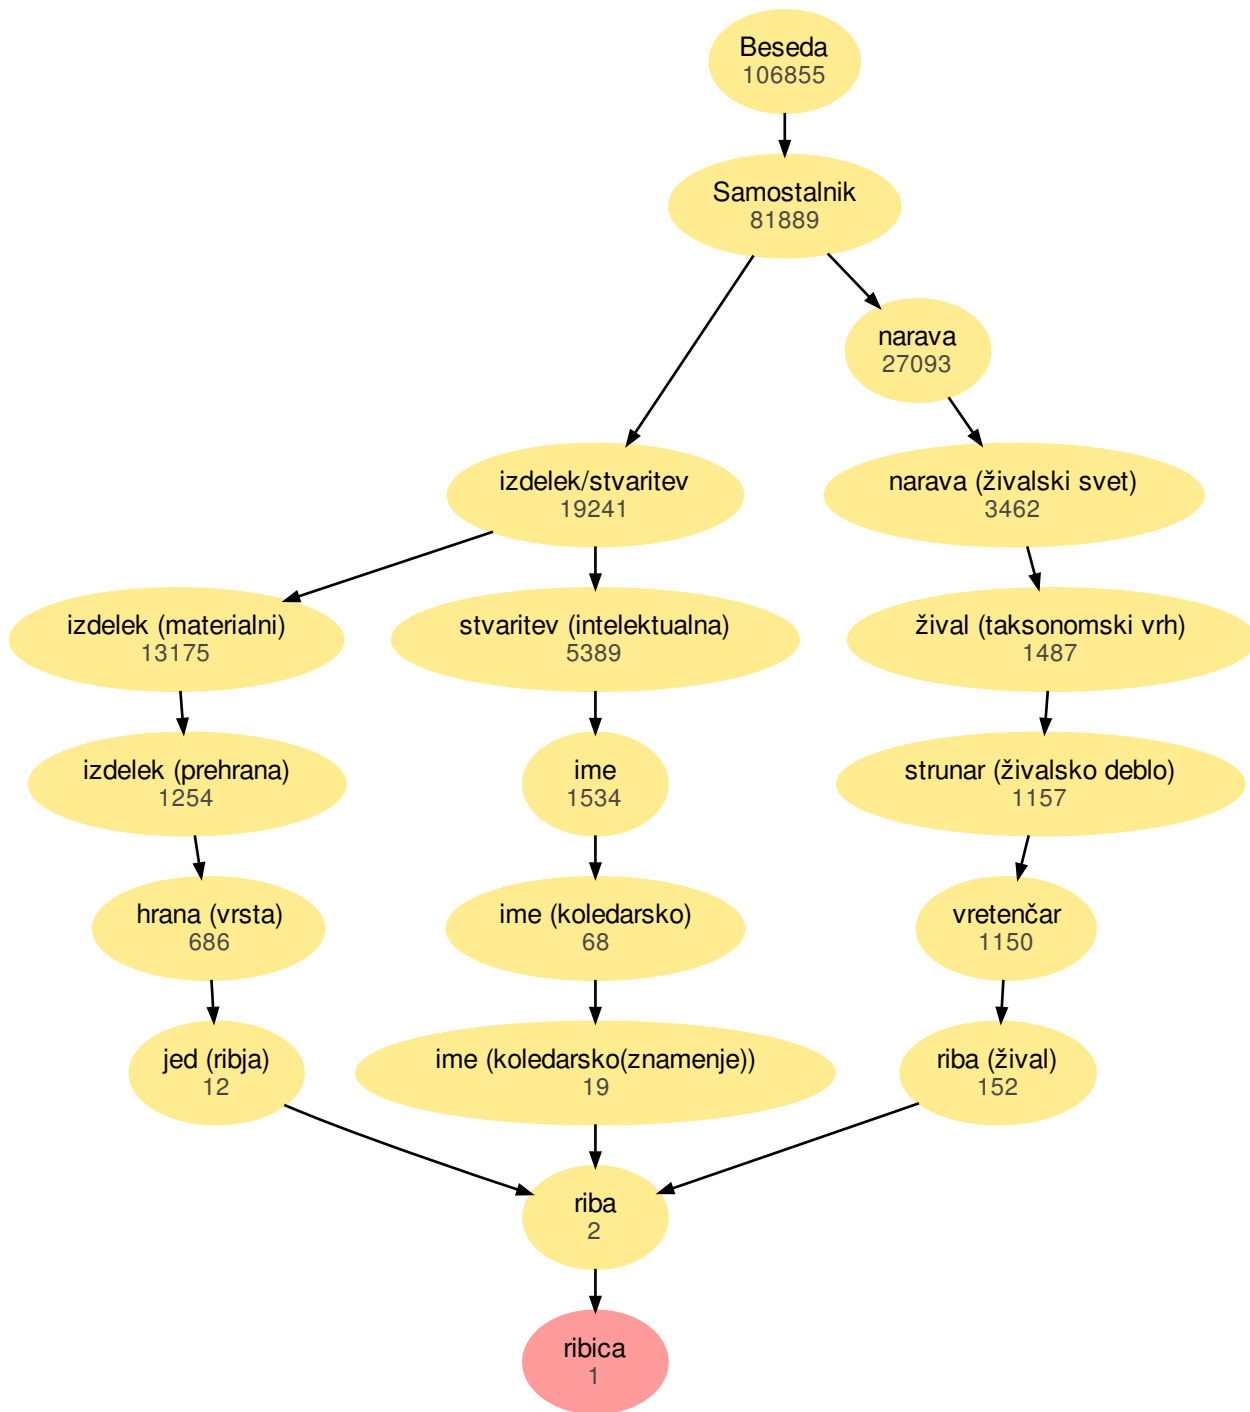 Beseda
106855
Samostalnik
81889
narava
27093
izdelek/stvaritev
19241
narava (živalski svet)
3462
izdelek (materialni)
13175
stvaritev (intelektualna)
5389
žival (taksonomski vrh)
1487
izdelek (prehrana)
1254
ime
1534
strunar (živalsko deblo)
1157
hrana (vrsta)
686
ime (koledarsko)
68
vretenčar
1150
jed (ribja)
12
ime (koledarsko(znamenje))
19
riba (žival)
152
riba
2
ribica
1